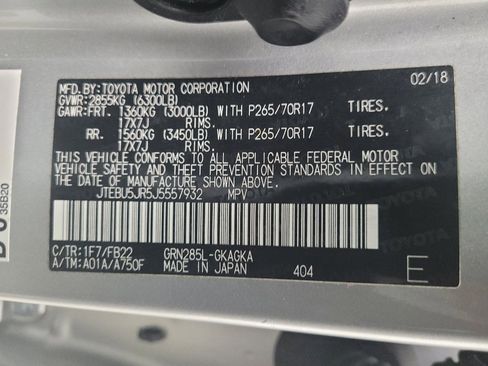 MFD.BY:TOYOTA MOTOR CORPORATION 02/18
GVWR:2855KG (6300LB)
GAWR:FRT. 1360KG (3000LB) WITH P265/70R17 TIRES.
17X7J RIMS.
RR. 1560KG (3450LB) WITH P265/70R17 TIRES.
17X7J RIMS.
THIS VEHICLE CONFORMS TO ALL APPLICABLE FEDERAL MOTOR
VEHICLE SAFETY AND THEFT PREVENTION STANDARDS IN EFFECT
ON THE DATE OF MANUFACTURE SHOWN ABOVE.
JTEBU5JR5J5557932 MPV
C/TR:1F7/FB22 GRN285L-GKAGKA
A/TM:A01A/A750F MADE IN JAPAN 404 E
35B20